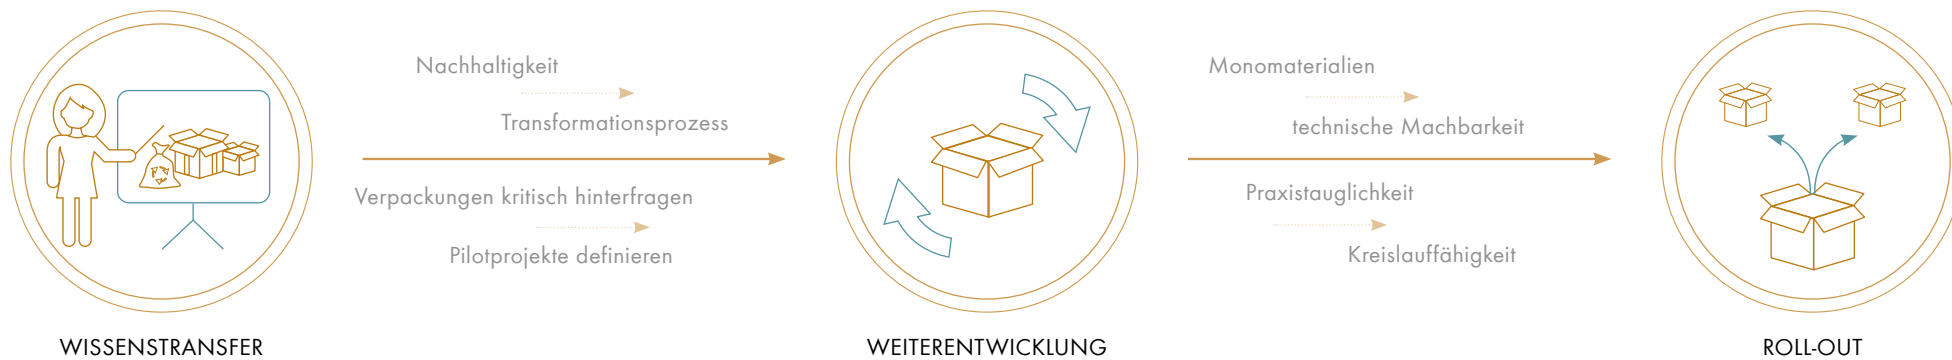 Nachhaltigkeit
Transformationsprozess
Verpackungen kritisch hinterfragen
Pilotprojekte definieren
Monomaterialien
technische Machbarkeit
Praxistauglichkeit
Kreislauffähigkeit
WISSENSTRANSFER
WEITERENTWICKLUNG
ROLL-OUT